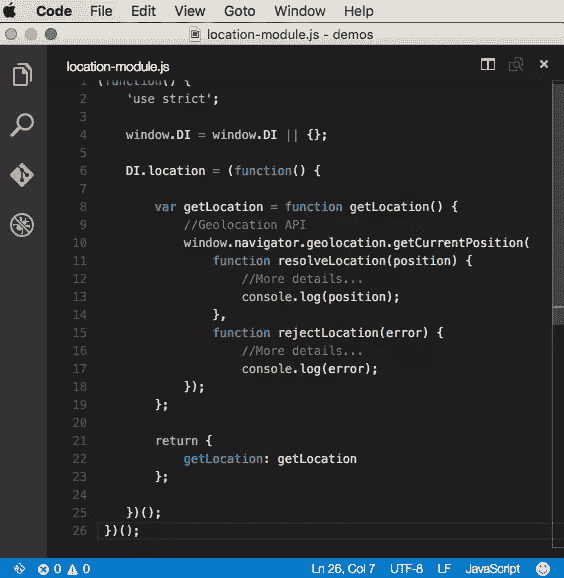 Code File Edit View Goto Window Help
location-module.js - demos
location-module.js
1 (function() {
2 'use strict';
3
4 window.DI = window.DI || {};
5
6 DI.location = (function() {
7
8 var getLocation = function getLocation() {
9 //Geolocation API
10 window.navigator.geolocation.getCurrentPosition(
11 function resolveLocation(position) {
12 //More details...
13 console.log(position);
14 },
15 function rejectLocation(error) {
16 //More details...
17 console.log(error);
18 });
19 };
20
21 return {
22 getLocation: getLocation
23 };
24
25 })();
26 })();
0 0 Ln 26, Col 7 UTF-8 LF JavaScript